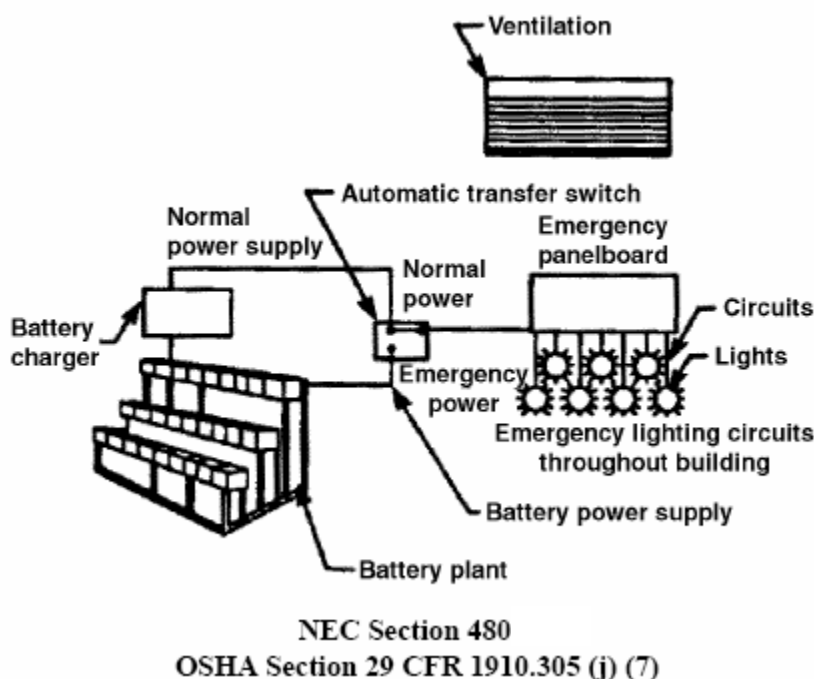 Ventilation
Automatic transfer switch
Normal
power supply
Emergency
panelboard
Normal
power
Circuits
Battery
charger
Lights
Emergency
power
Emergency lighting circuits
throughout building
Battery power supply
Battery plant
NEC Section 480
OSHA Section 29 CFR 1910.305 (j) (7)